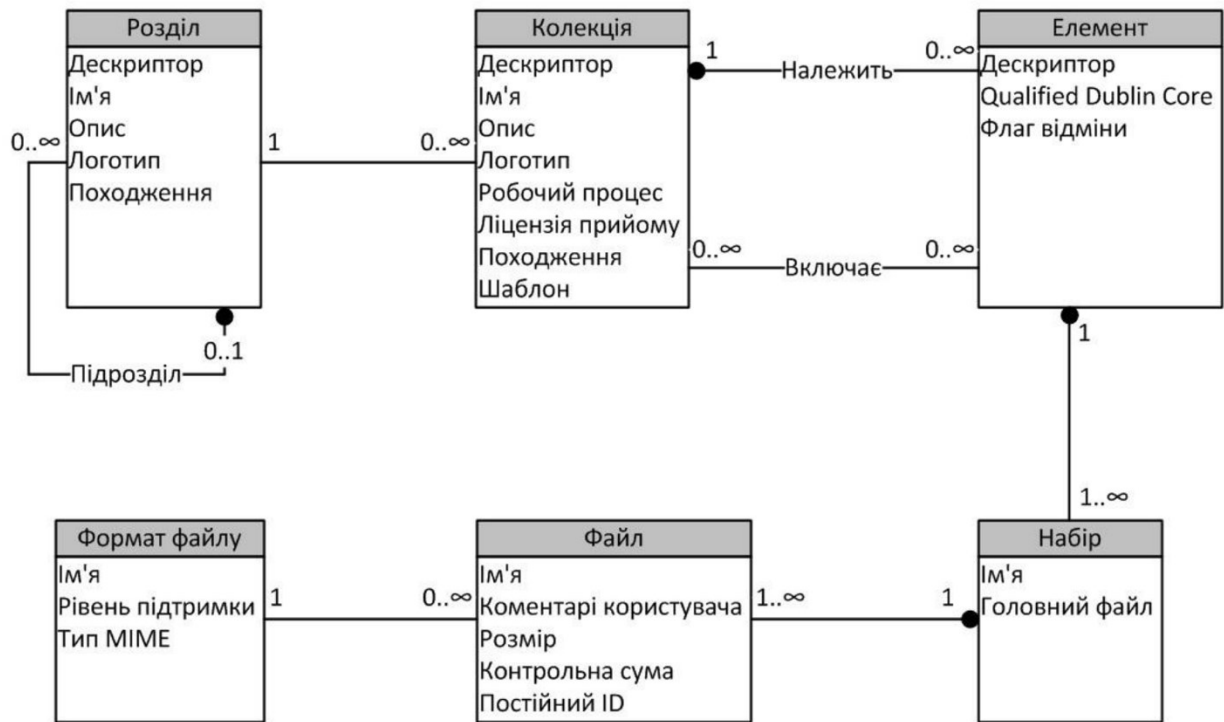 Розділ
Дескриптор
Ім'я
Опис
Логотип
Походження
0..∞
1
0..1
Підрозділ
Колекція
Дескриптор
Ім'я
Опис
Логотип
Робочий процес
Ліцензія прийому
Походження
Шаблон
0..∞
1
Належить
0..∞
0..∞
Включає
0..∞
Елемент
Дескриптор
Qualified Dublin Core
Флаг відміни
1
1..∞
Формат файлу
Ім'я
Рівень підтримки
Тип MIME
1
0..∞
Файл
Ім'я
Коментарі користувача
Розмір
Контрольна сума
Постійний ID
1..∞
1
Набір
Ім'я
Головний файл